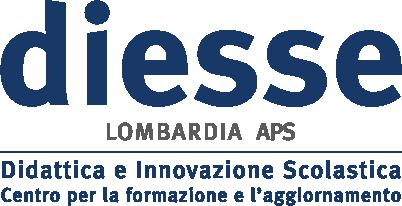 diesse
LOMBARDIA APS
Didattica e Innovazione Scolastica
Centro per la formazione e l'aggiornamento